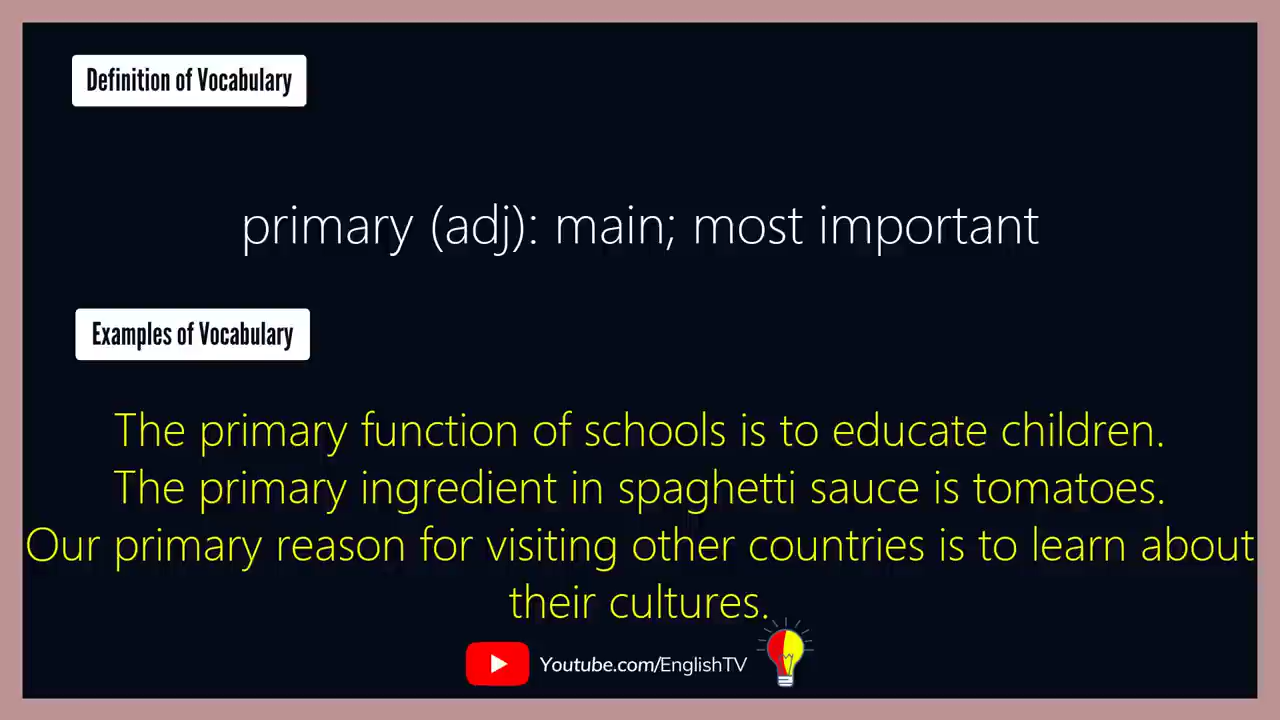 Definition of Vocabulary
primary (adj): main; most important
Examples of Vocabulary
The primary function of schools is to educate children.
The primary ingredient in spaghetti sauce is tomatoes.
Our primary reason for visiting other countries is to learn about
their cultures.
Youtube.com/EnglishTV